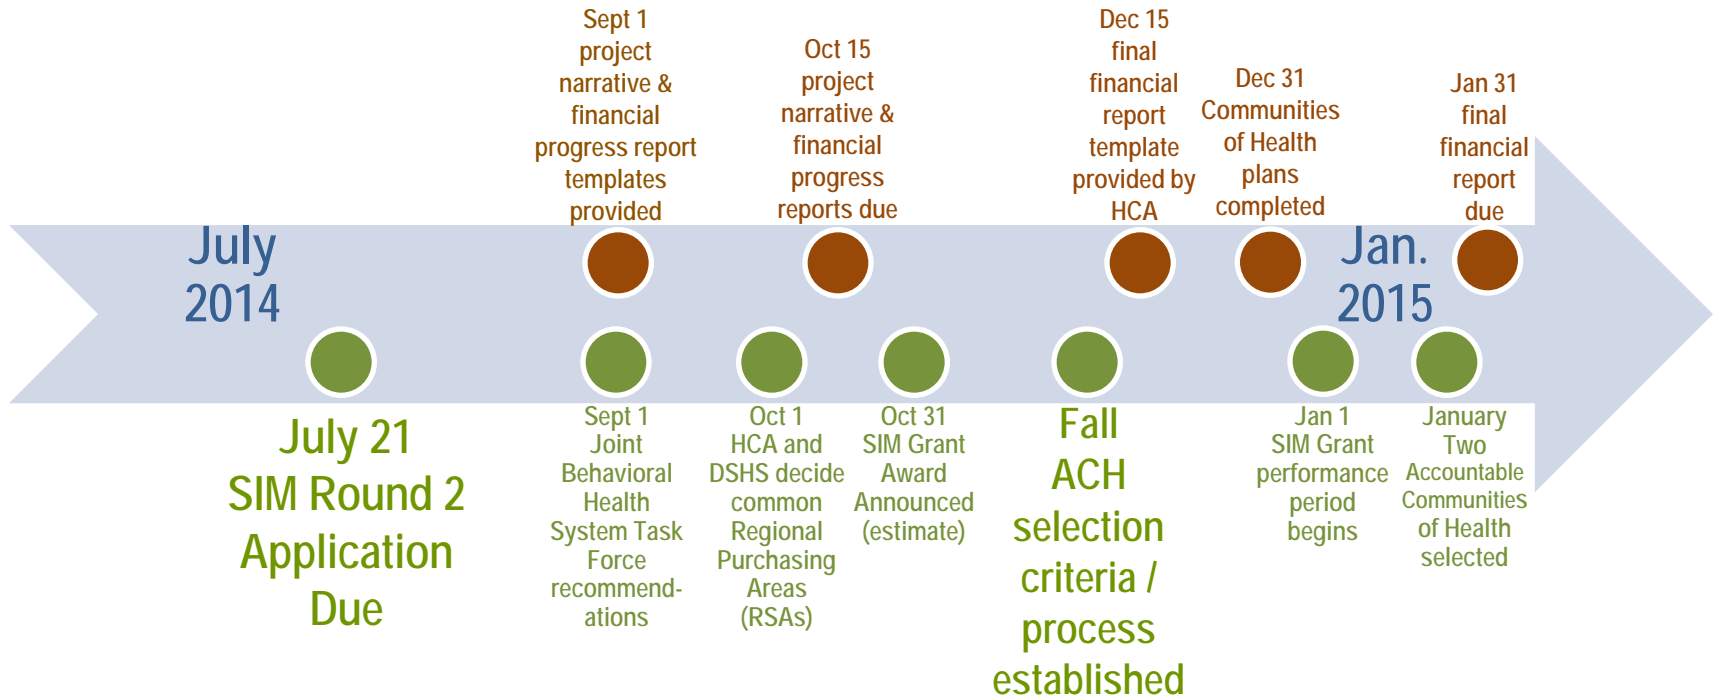 Sept 1
project
narrative &
financial
progress report
templates
provided
Oct 15
project
narrative &
financial
progress
reports due
Dec 15
final
financial
report
template
provided by
HCA
Dec 31
Communities
of Health
plans
completed
Jan 31
final
financial
report
due
July
2014
Jan.
2015
July 21
SIM Round 2
Application
Due
Sept 1
Joint
Behavioral
Health
System Task
Force
recommend-
ations
Oct 1
HCA and
DSHS decide
common
Regional
Purchasing
Areas
(RSAs)
Oct 31
SIM Grant
Award
Announced
(estimate)
Fall
ACH
selection
criteria /
process
established
Jan 1
SIM Grant
performance
period
begins
January
Two
Accountable
Communities
of Health
selected